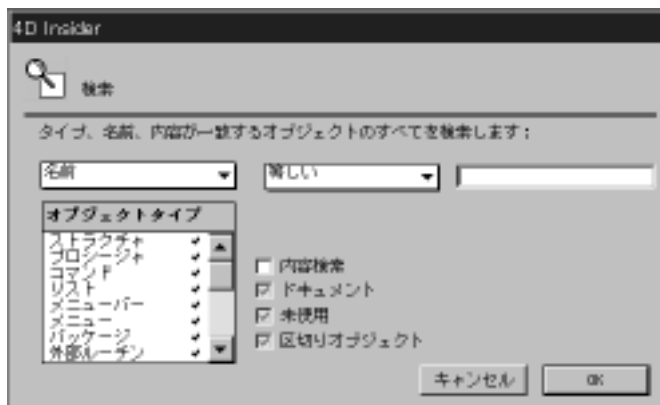 4D Insider
検索
タイプ、名前、内容が一致するオブジェクトのすべてを検索します:
名前
等しい
オブジェクトタイプ
ストラクチャ
プロシージャ
コマンド
リスト
メニューバー
メニュー
パッケージ
外部ルーチン
内容検索
ドキュメント
未使用
区切りオブジェクト
キャンセル
OK